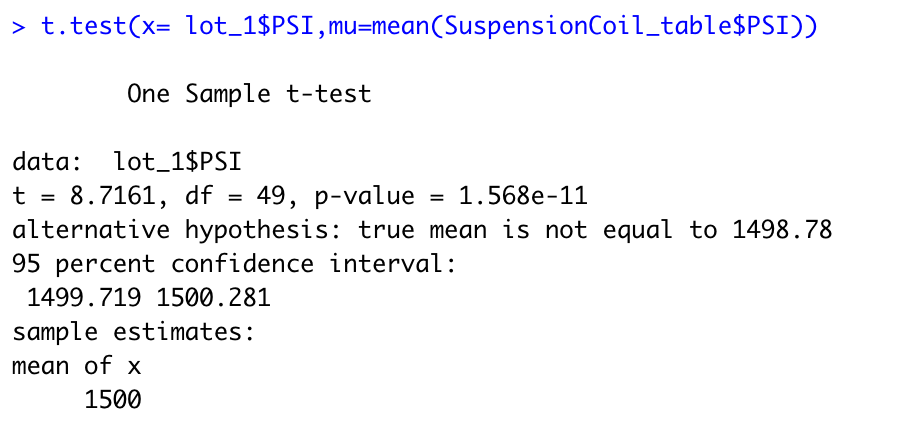 > t.test(x= lot_1$PSI,mu=mean(SuspensionCoil_table$PSI))
One Sample t-test
data:  lot_1$PSI
t = 8.7161, df = 49, p-value = 1.568e-11
alternative hypothesis: true mean is not equal to 1498.78
95 percent confidence interval:
1499.719 1500.281
sample estimates:
mean of x
1500